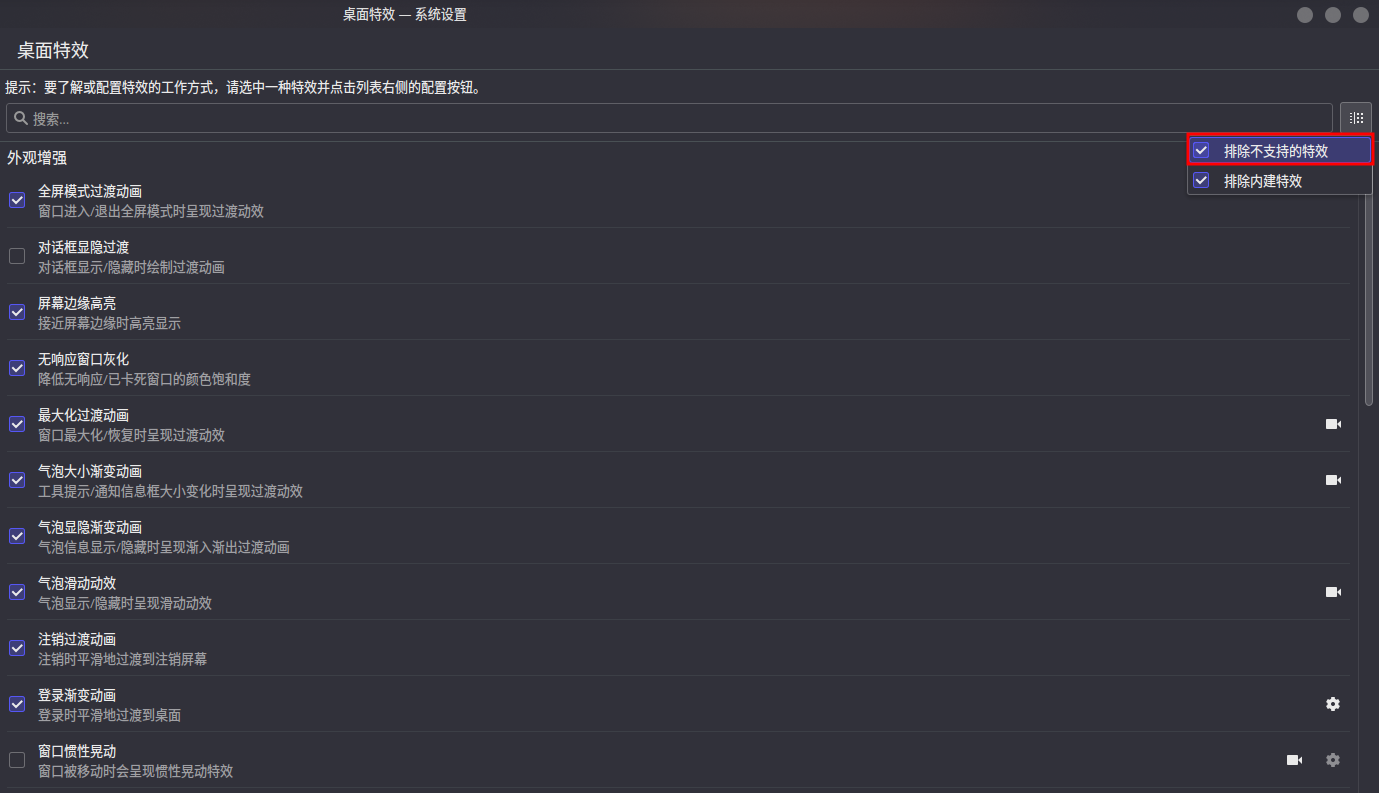 桌面特效 — 系统设置
桌面特效
提示：要了解或配置特效的工作方式，请选中一种特效并点击列表右侧的配置按钮。
搜索...
排除不支持的特效
排除内建特效
外观增强
全屏模式过渡动画
窗口进入/退出全屏模式时呈现过渡动效
对话框显隐过渡
对话框显示/隐藏时绘制过渡动画
屏幕边缘高亮
接近屏幕边缘时高亮显示
无响应窗口灰化
降低无响应/已卡死窗口的颜色饱和度
最大化过渡动画
窗口最大化/恢复时呈现过渡动效
气泡大小渐变动画
工具提示/通知信息框大小变化时呈现过渡动效
气泡显隐渐变动画
气泡信息显示/隐藏时呈现渐入渐出过渡动画
气泡滑动动效
气泡显示/隐藏时呈现滑动动效
注销过渡动画
注销时平滑地过渡到注销屏幕
登录渐变动画
登录时平滑地过渡到桌面
窗口惯性晃动
窗口被移动时会呈现惯性晃动特效